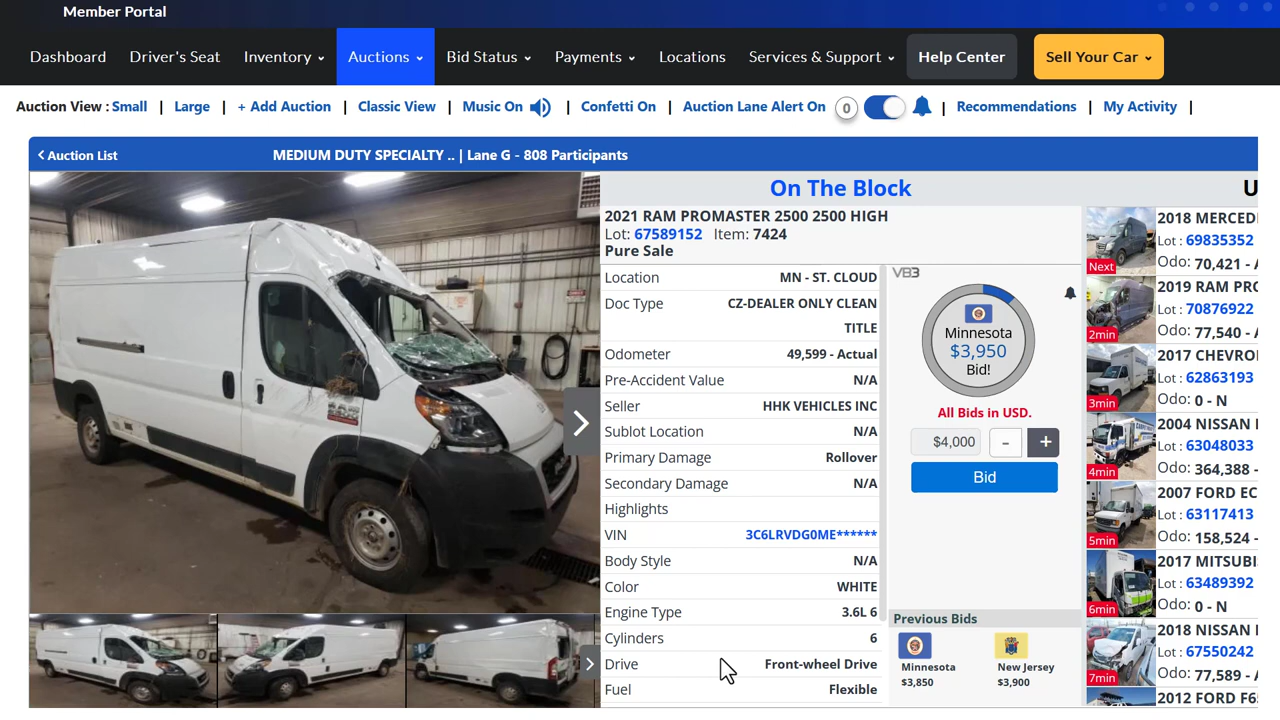 Member Portal
Dashboard Driver's Seat Inventory Auctions Bid Status Payments Locations Services & Support Help Center Sell Your Car
Auction View : Small | Large | + Add Auction | Classic View | Music On | Confetti On | Auction Lane Alert On 0 | Recommendations | My Activity |
Auction List MEDIUM DUTY SPECIALTY .. | Lane G - 808 Participants
On The Block
U
2021 RAM PROMASTER 2500 2500 HIGH
Lot: 67589152 Item: 7424
Pure Sale
Location MN - ST. CLOUD
Doc Type CZ-DEALER ONLY CLEAN
TITLE
Odometer 49,599 - Actual
Pre-Accident Value N/A
Seller HHK VEHICLES INC
Sublot Location N/A
Primary Damage Rollover
Secondary Damage N/A
Highlights
VIN 3C6LRVDG0ME******
Body Style N/A
Color WHITE
Engine Type 3.6L 6
Cylinders 6
Drive Front-wheel Drive
Fuel Flexible
VB3
Minnesota
$3,950
Bid!
All Bids in USD.
$4,000 - +
Bid
Previous Bids
Minnesota
$3,850
New Jersey
$3,900
2018 MERCED
Lot : 69835352
Odo: 70,421 - A
Next
2019 RAM PRO
Lot : 70876922
Odo: 77,540 - A
2min
2017 CHEVROL
Lot : 62863193
Odo: 0 - N
3min
2004 NISSAN
Lot : 63048033
Odo: 364,388 -
4min
2007 FORD EC
Lot : 63117413
Odo: 158,524 -
5min
2017 MITSUBI
Lot : 63489392
Odo: 0 - N
6min
2018 NISSAN
Lot : 67550242
Odo: 77,589 - A
7min
2012 FORD F6